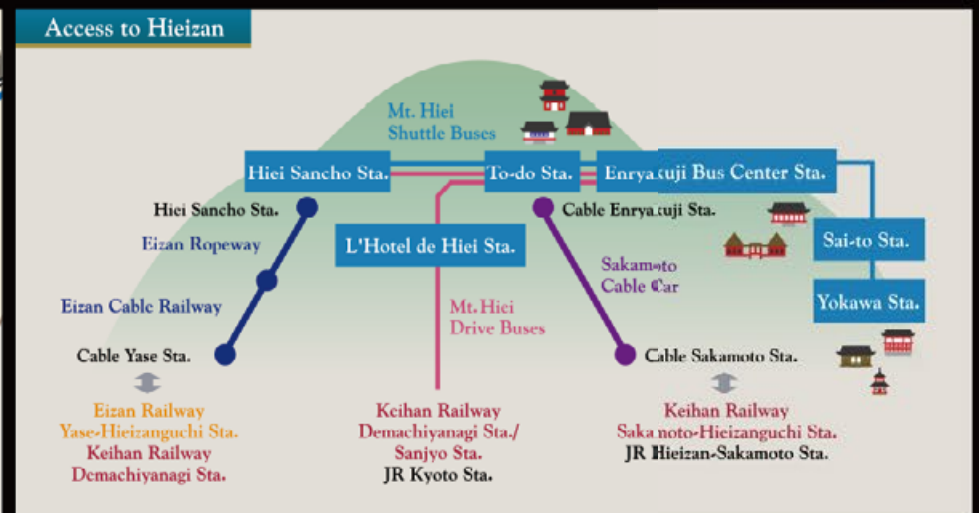 Access to Hieizan
Mt. Hiei
Shuttle Buses
Hiei Sancho Sta.
To-do Sta.
Enryakuji Bus Center Sta.
Hiei Sancho Sta.
Cable Enryakuji Sta.
Eizan Ropeway
L'Hotel de Hiei Sta.
Sai-to Sta.
Sakamoto
Cable Car
Eizan Cable Railway
Mt. Hiei
Drive Buses
Yokawa Sta.
Cable Yase Sta.
Cable Sakamoto Sta.
Eizan Railway
Yase-Hieizanguchi Sta.
Keihan Railway
Demachiyanagi Sta.
Keihan Railway
Demachiyanagi Sta./
Sanjyo Sta.
JR Kyoto Sta.
Keihan Railway
Sakamoto-Hieizanguchi Sta.
JR Hieizan-Sakamoto Sta.